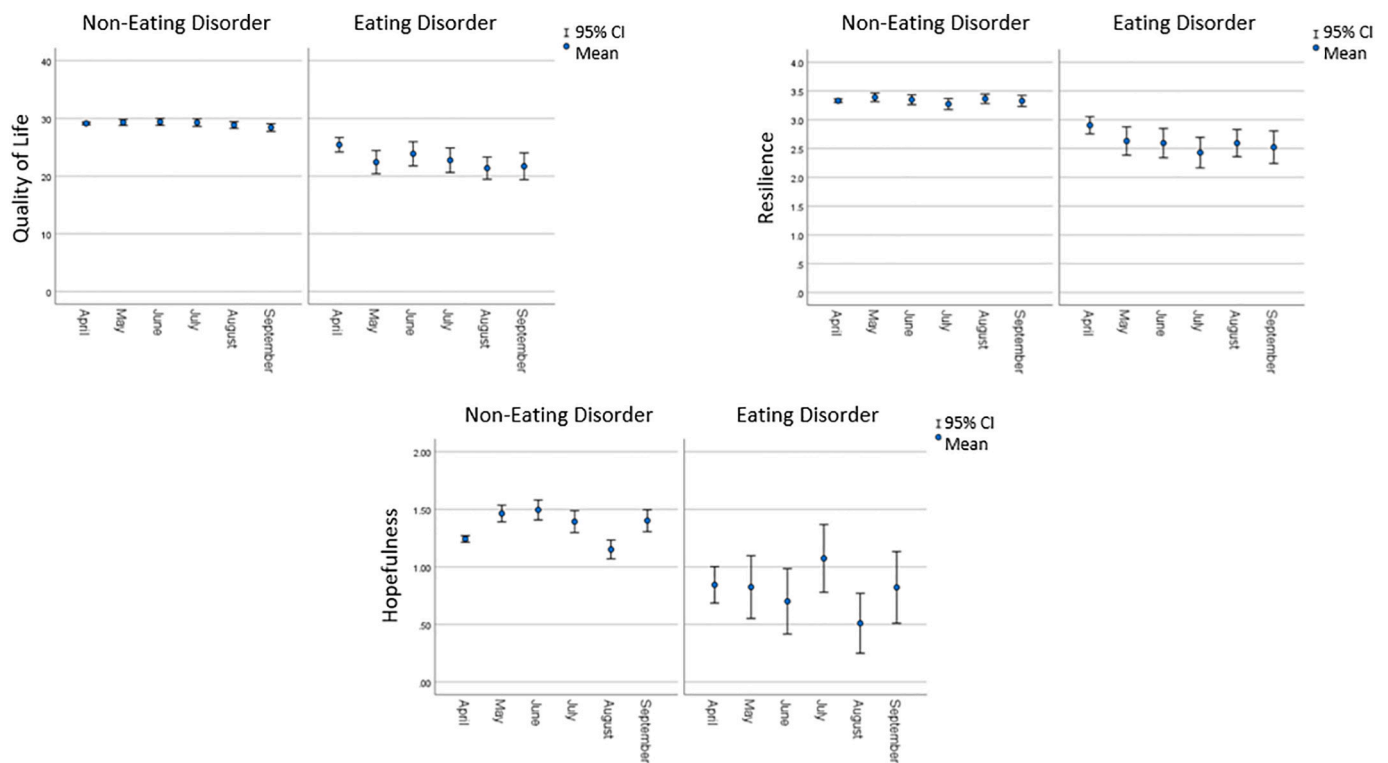 Non-Eating Disorder
Eating Disorder
95% CI
Mean
Quality of Life
40
30
20
10
0
April
May
June
July
August
September
April
May
June
July
August
September
Non-Eating Disorder
Eating Disorder
95% CI
Mean
Resilience
4.0
3.5
3.0
2.5
2.0
1.5
1.0
.5
.0
April
May
June
July
August
September
April
May
June
July
August
September
Non-Eating Disorder
Eating Disorder
95% CI
Mean
Hopefulness
2.00
1.50
1.00
.50
.00
April
May
June
July
August
September
April
May
June
July
August
September